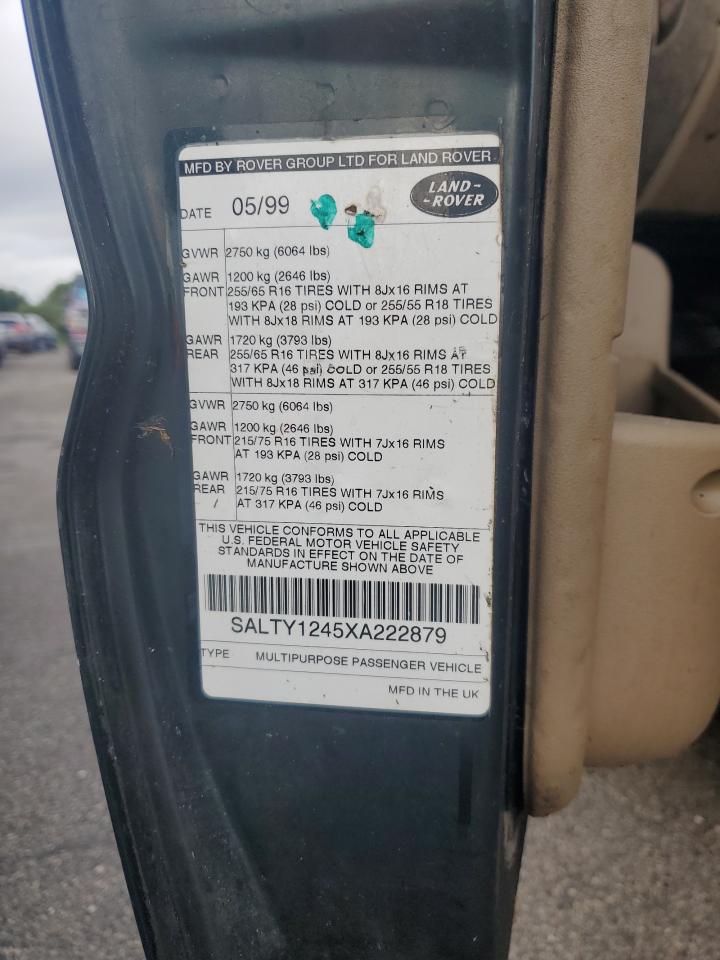 MFD BY ROVER GROUP LTD FOR LAND ROVER
DATE 05/99
LAND-
-ROVER
GVWR 2750 kg (6064 lbs)
GAWR 1200 kg (2646 lbs)
FRONT 255/65 R16 TIRES WITH 8Jx16 RIMS AT
193 KPA (28 psi) COLD or 255/55 R18 TIRES
WITH 8Jx18 RIMS AT 193 KPA (28 psi) COLD
GAWR 1720 kg (3793 lbs)
REAR 255/65 R16 TIRES WITH 8Jx16 RIMS AT
317 KPA (46 psi) COLD or 255/55 R18 TIRES
WITH 8Jx18 RIMS AT 317 KPA (46 psi) COLD
GVWR 2750 kg (6064 lbs)
GAWR 1200 kg (2646 lbs)
FRONT 215/75 R16 TIRES WITH 7Jx16 RIMS
AT 193 KPA (28 psi) COLD
GAWR 1720 kg (3793 lbs)
REAR 215/75 R16 TIRES WITH 7Jx16 RIMS
AT 317 KPA (46 psi) COLD
THIS VEHICLE CONFORMS TO ALL APPLICABLE
U.S. FEDERAL MOTOR VEHICLE SAFETY
STANDARDS IN EFFECT ON THE DATE OF
MANUFACTURE SHOWN ABOVE
SALTY1245XA222879
TYPE MULTIPURPOSE PASSENGER VEHICLE
MFD IN THE UK